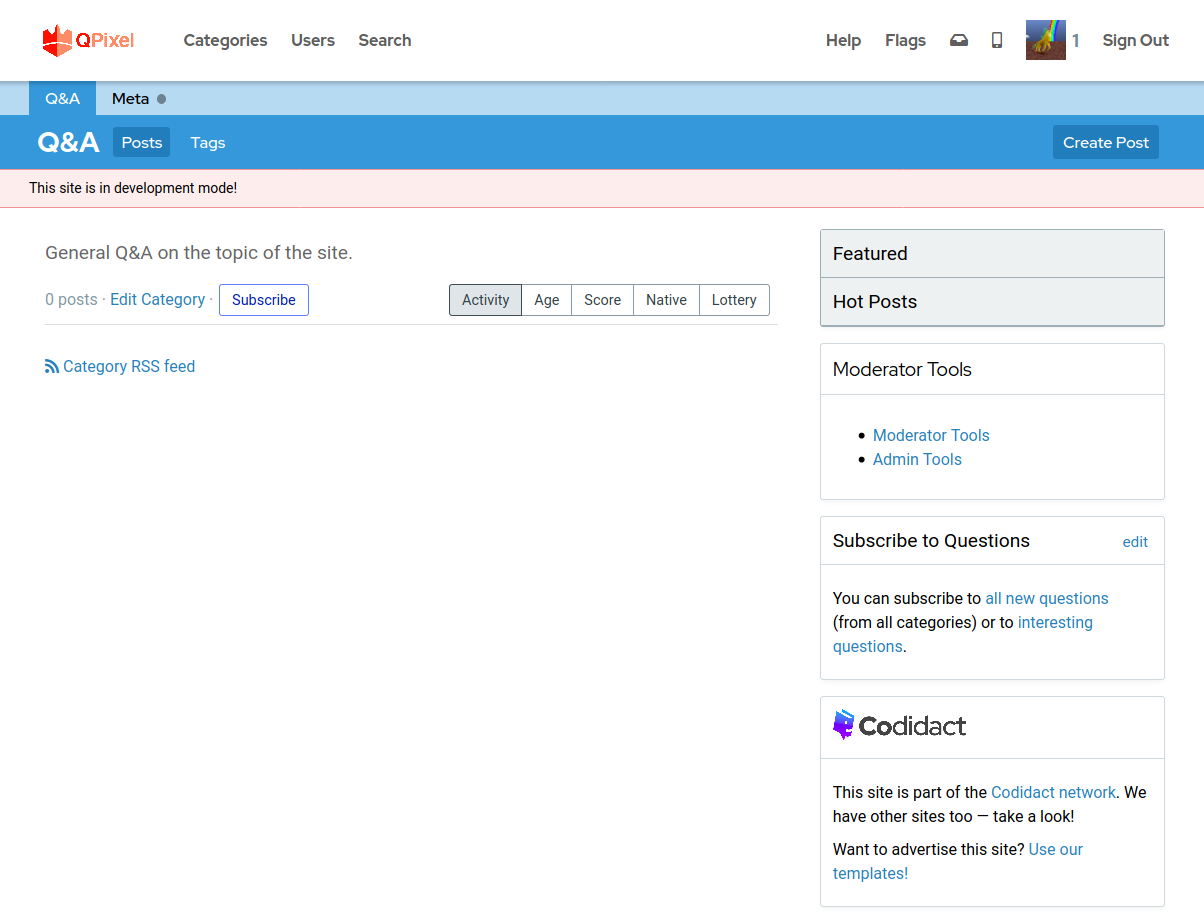 QPixel Categories Users Search Help Flags 1 Sign Out
Q&A Meta
Q&A Posts Tags Create Post
This site is in development mode!
General Q&A on the topic of the site.
0 posts · Edit Category · Subscribe Activity Age Score Native Lottery
Category RSS feed
Featured
Hot Posts
Moderator Tools
Moderator Tools
Admin Tools
Subscribe to Questions edit
You can subscribe to all new questions
(from all categories) or to interesting
questions.
Codidact
This site is part of the Codidact network. We
have other sites too — take a look!
Want to advertise this site? Use our
templates!